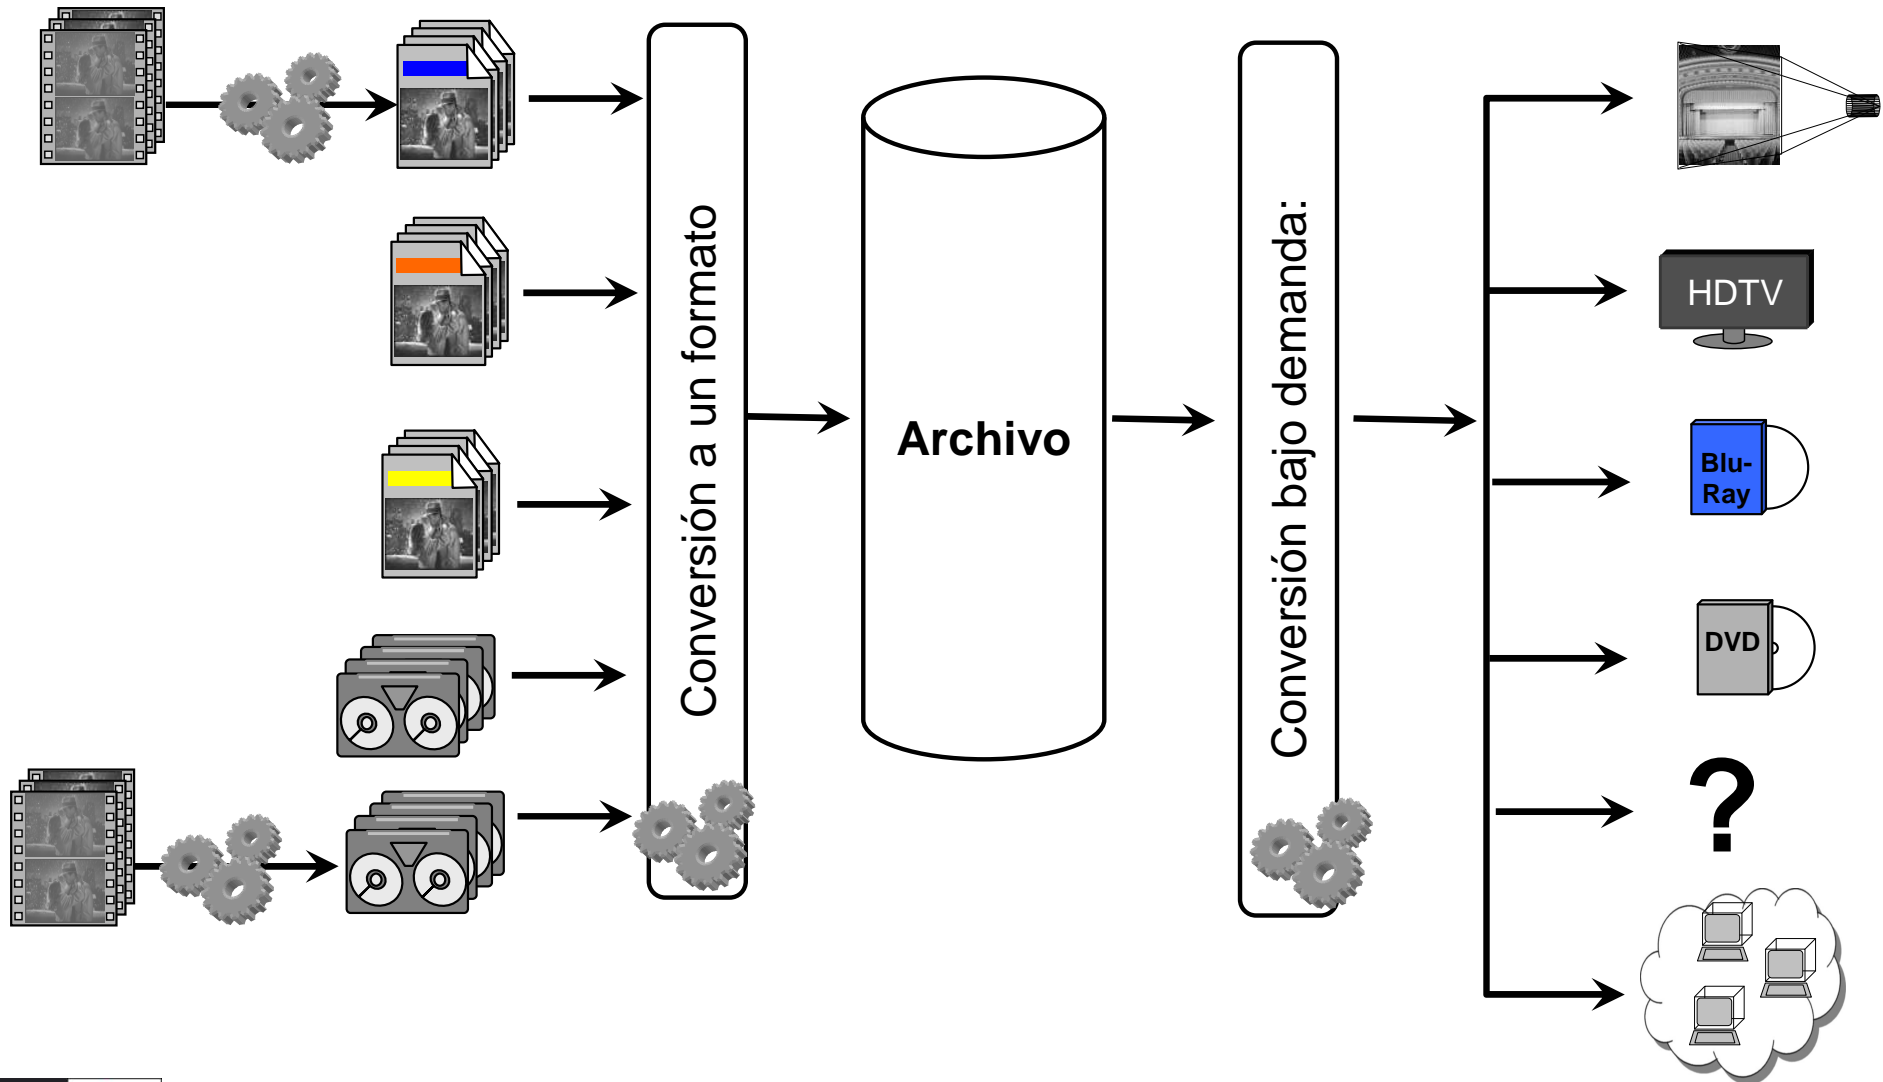 Conversión a un formato
Archivo
Conversión bajo demanda:
HDTV
Blu-
Ray
DVD
?